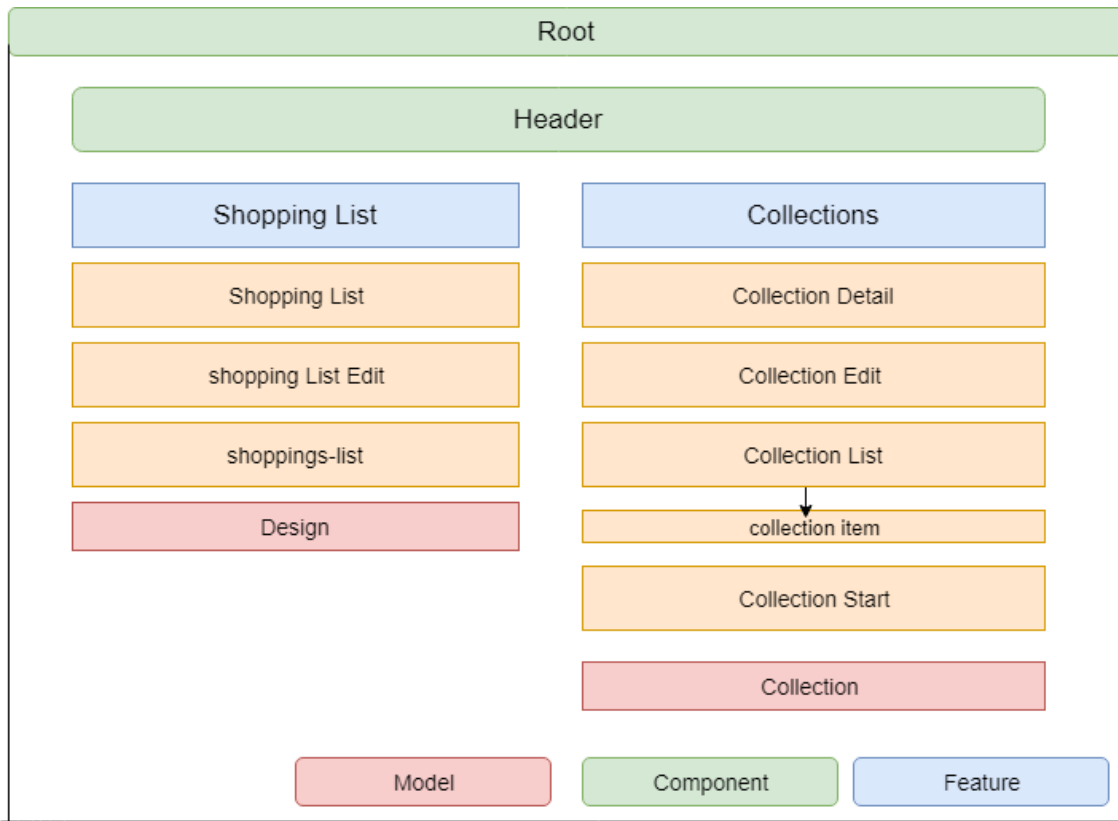 Root
Header
Shopping List
Collections
Shopping List
Collection Detail
shopping List Edit
Collection Edit
shoppings-list
Collection List
Design
collection item
Collection Start
Collection
Model
Component
Feature